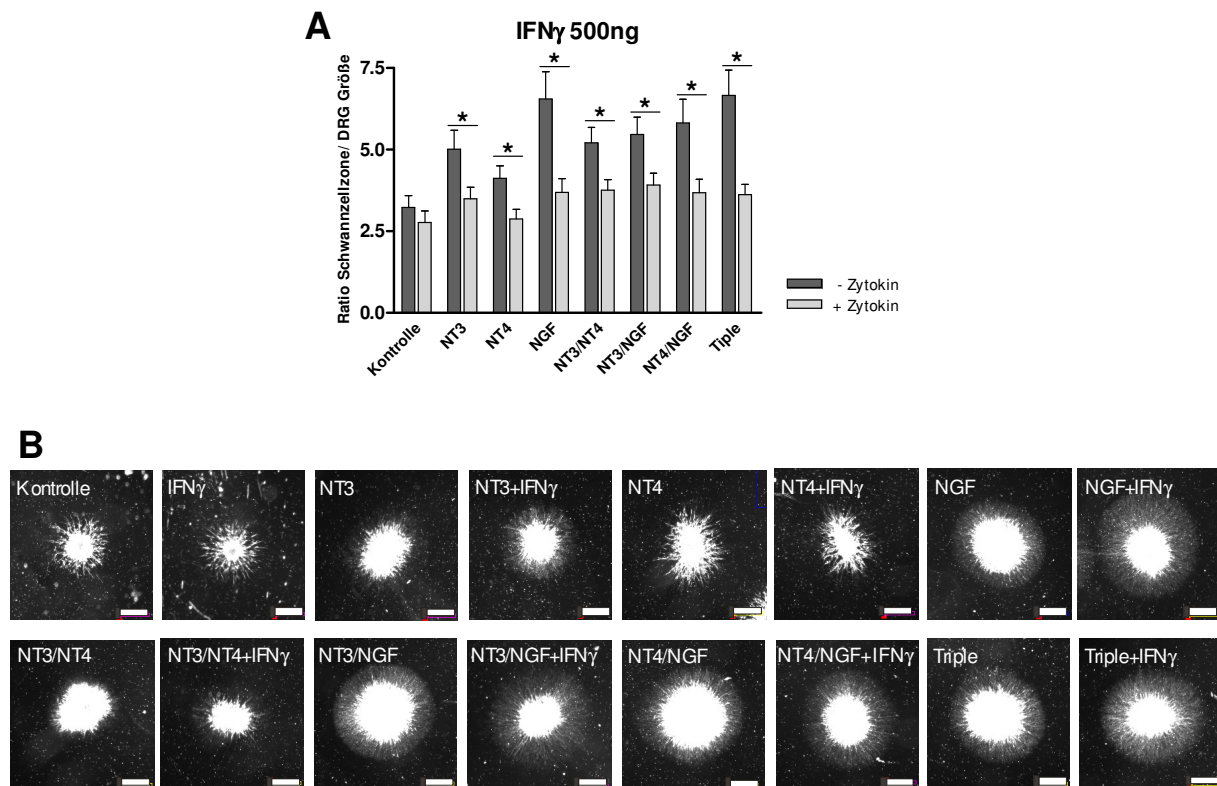 A
IFNγ 500ng
Ratio Schwannzellzone/ DRG Größe
7.5
5.0
2.5
0.0
* * * * * * *
Kontrolle
NT3
NT4
NGF
NT3/NT4
NT3/NGF
NT4/NGF
Tiple
- Zytokin
+ Zytokin
B
Kontrolle
IFNγ
NT3
NT3+IFNγ
NT4
NT4+IFNγ
NGF
NGF+IFNγ
NT3/NT4
NT3/NT4+IFNγ
NT3/NGF
NT3/NGF+IFNγ
NT4/NGF
NT4/NGF+IFNγ
Triple
Triple+IFNγ